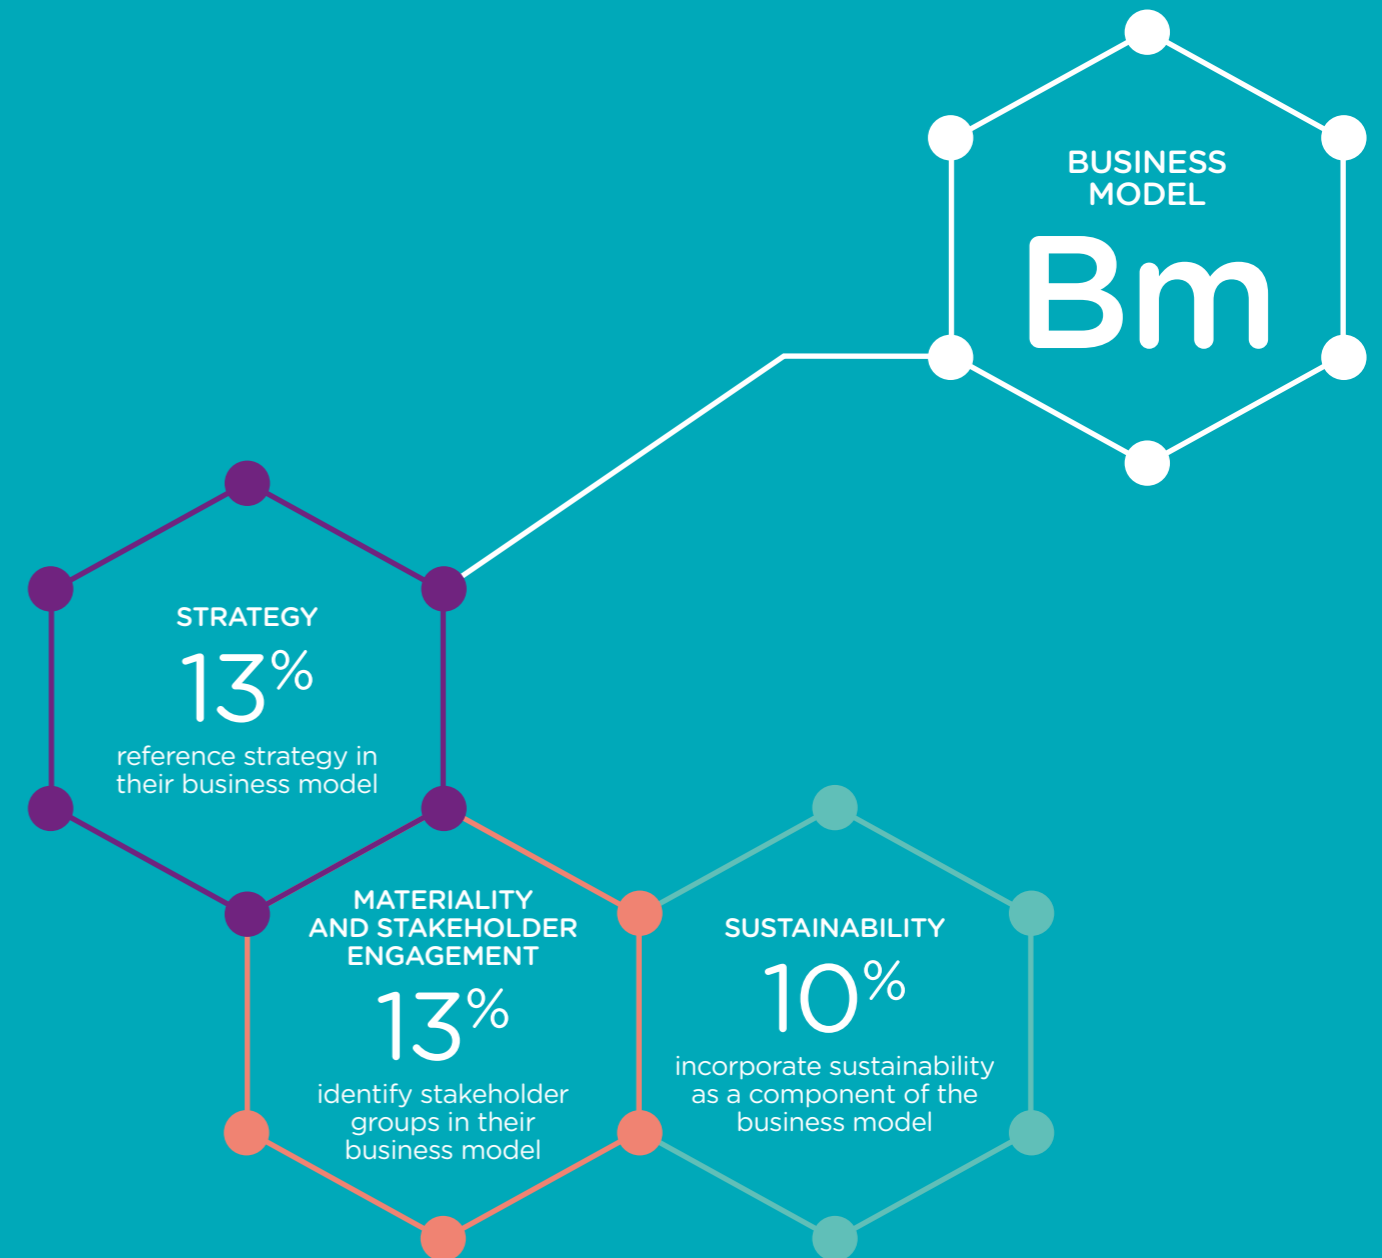 BUSINESS
MODEL
Bm
STRATEGY
13%
reference strategy in
their business model
MATERIALITY
AND STAKEHOLDER
ENGAGEMENT
13%
identify stakeholder
groups in their
business model
SUSTAINABILITY
10%
incorporate sustainability
as a component of the
business model